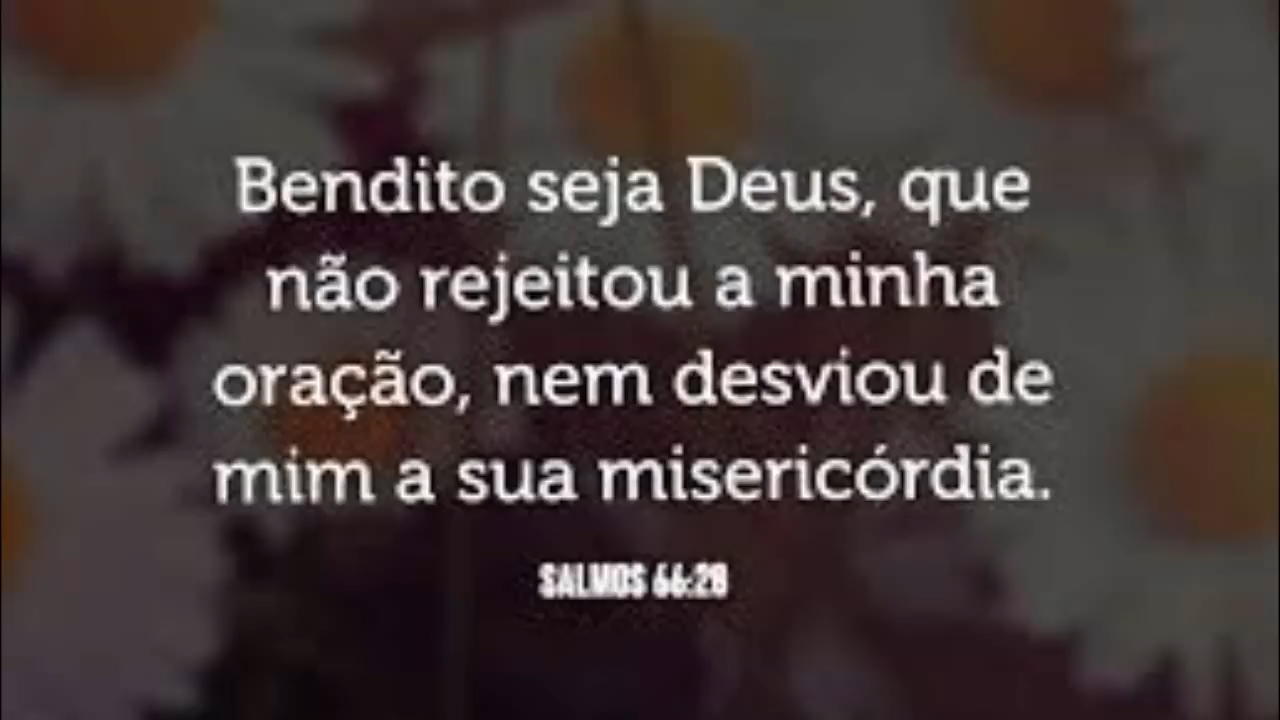 Bendito seja Deus, que
não rejeitou a minha
oração, nem desviou de
mim a sua misericórdia.
SALMOS 66:20